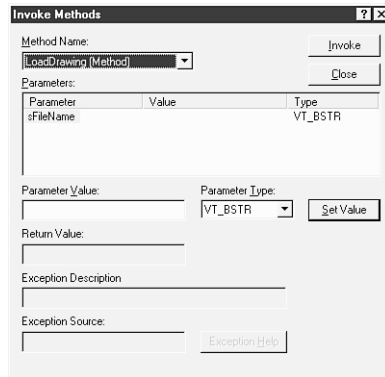 Invoke Methods
Method Name:
LoadDrawing (Method)
Invoke
Close
Parameters:
Parameter Value Type
sFileName VT_BSTR
Parameter Value: Parameter Type:
VT_BSTR Set Value
Return Value:
Exception Description
Exception Source:
Exception Help